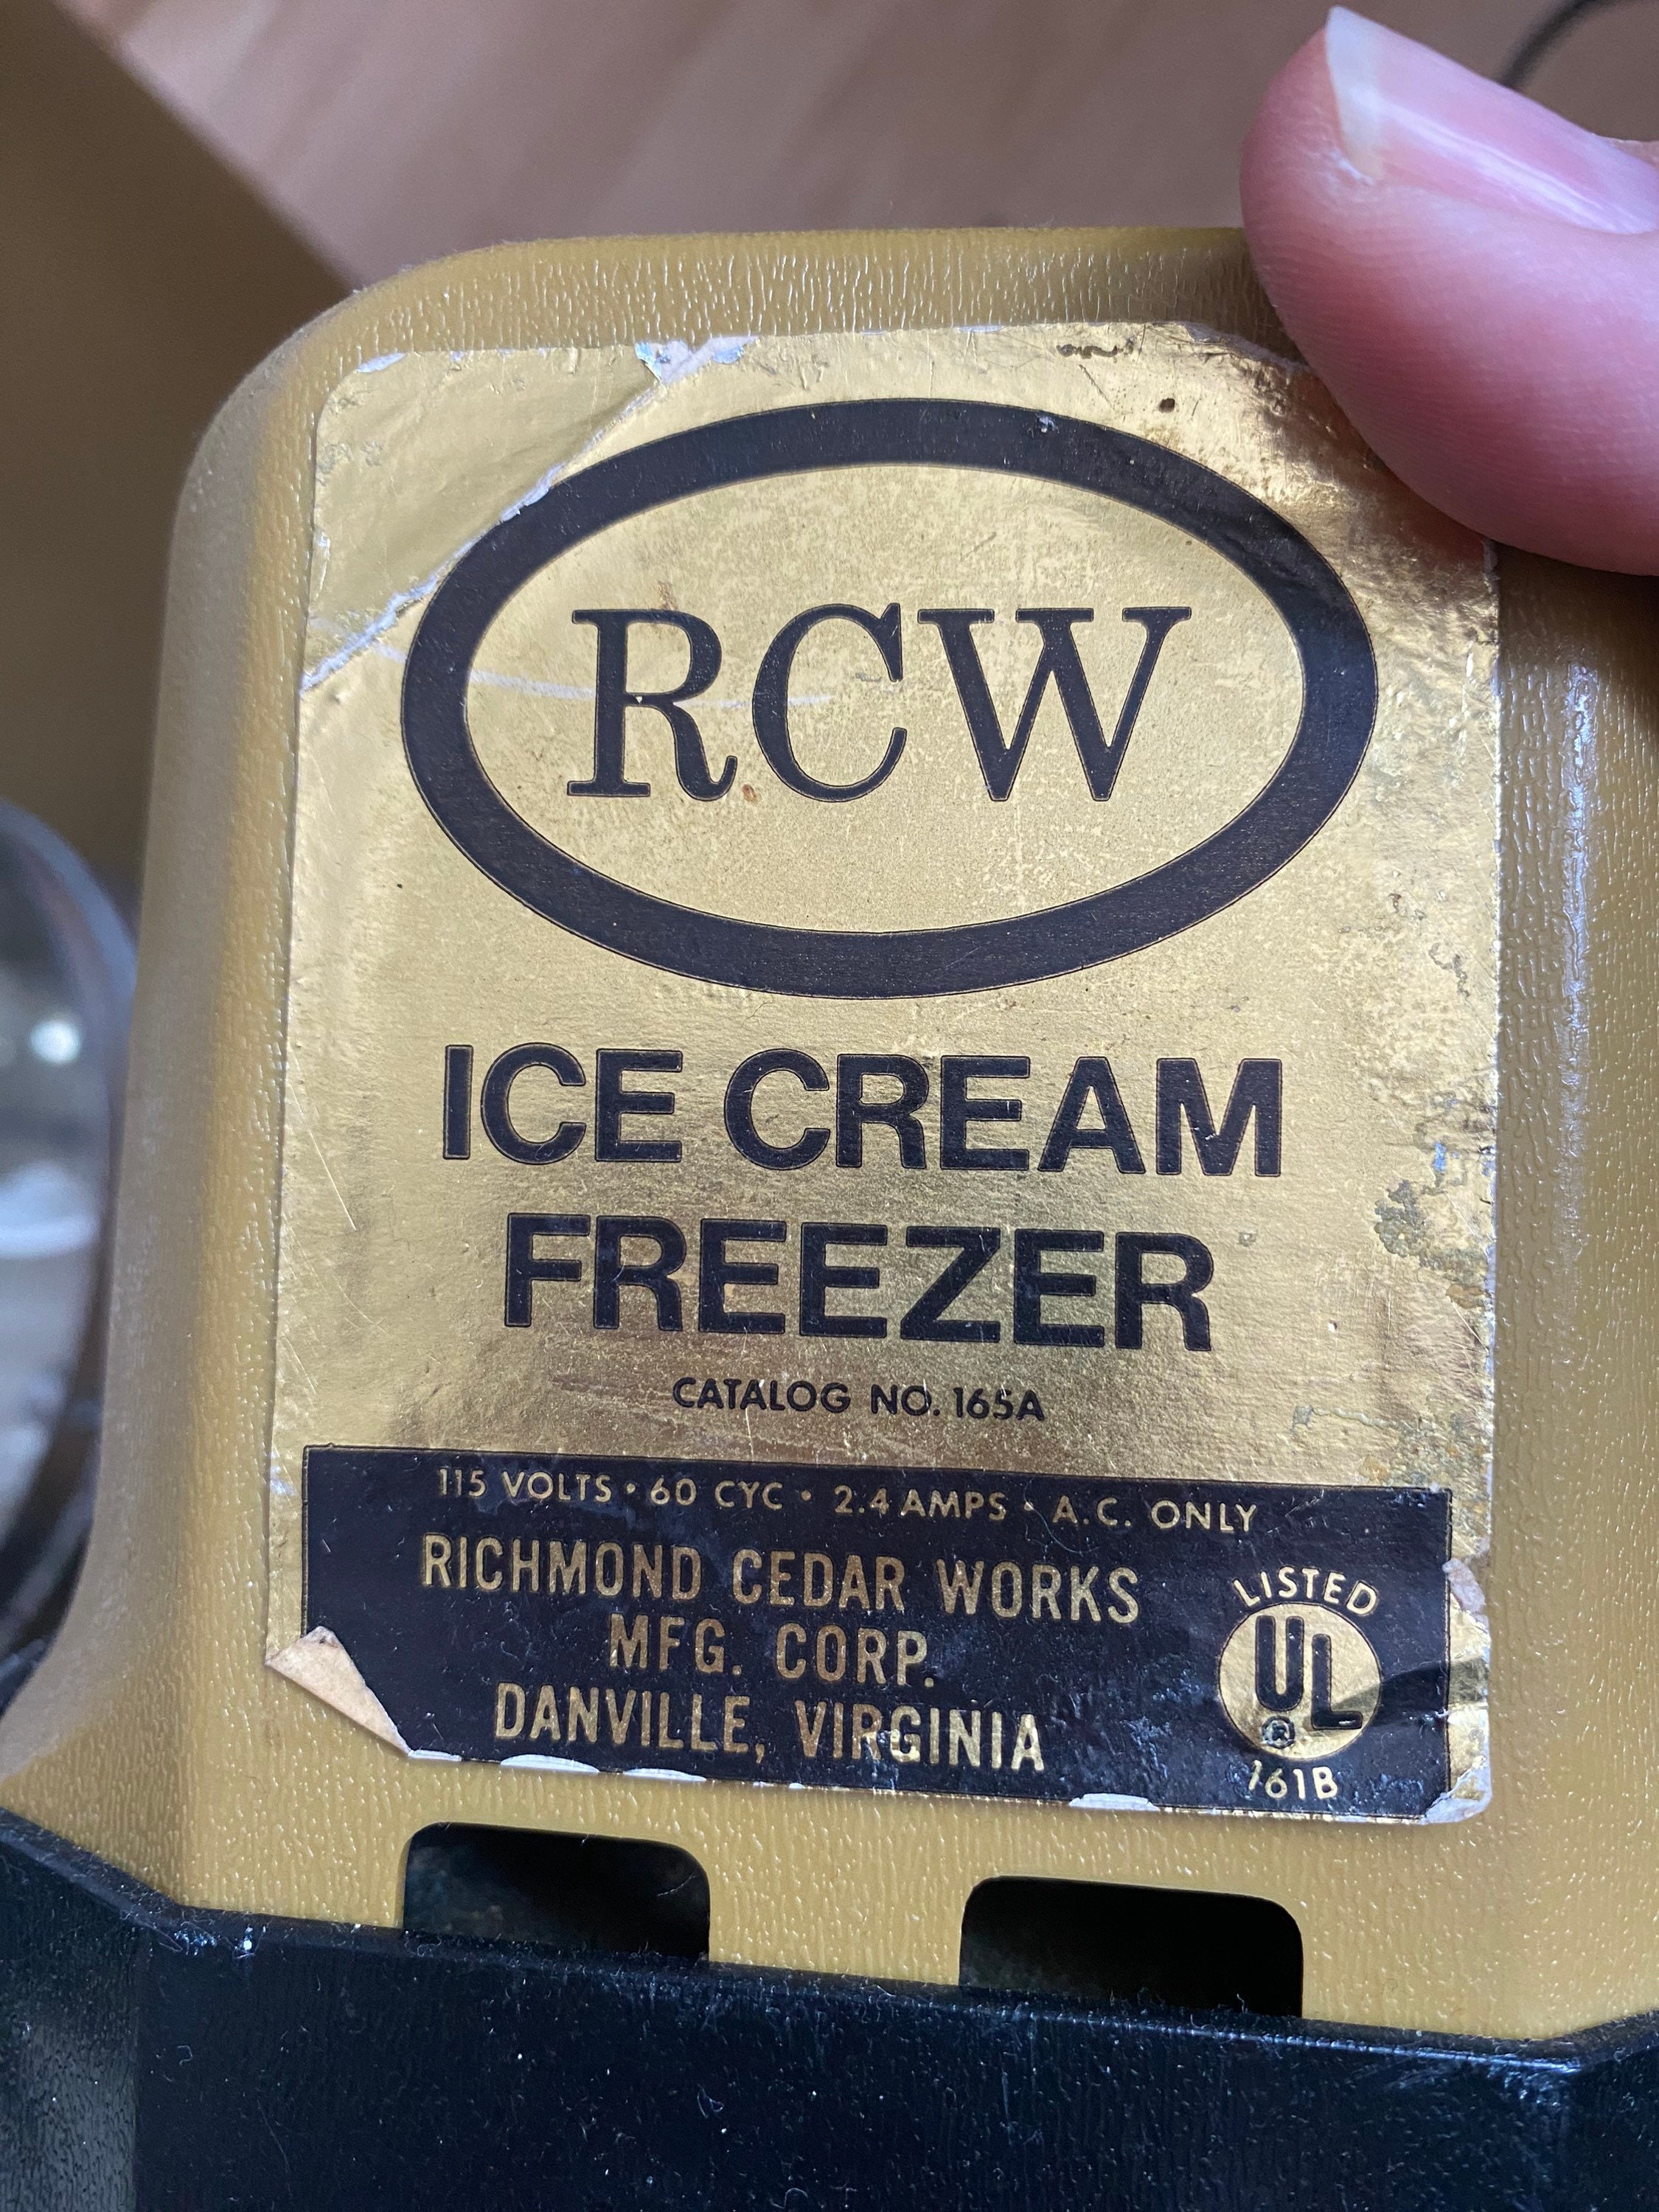 RCW
ICE CREAM
FREEZER
CATALOG NO. 165A
115 VOLTS • 60 CYC • 2.4 AMPS • A.C. ONLY
RICHMOND CEDAR WORKS
MFG. CORP.
DANVILLE, VIRGINIA
LISTED
UL
®
161B